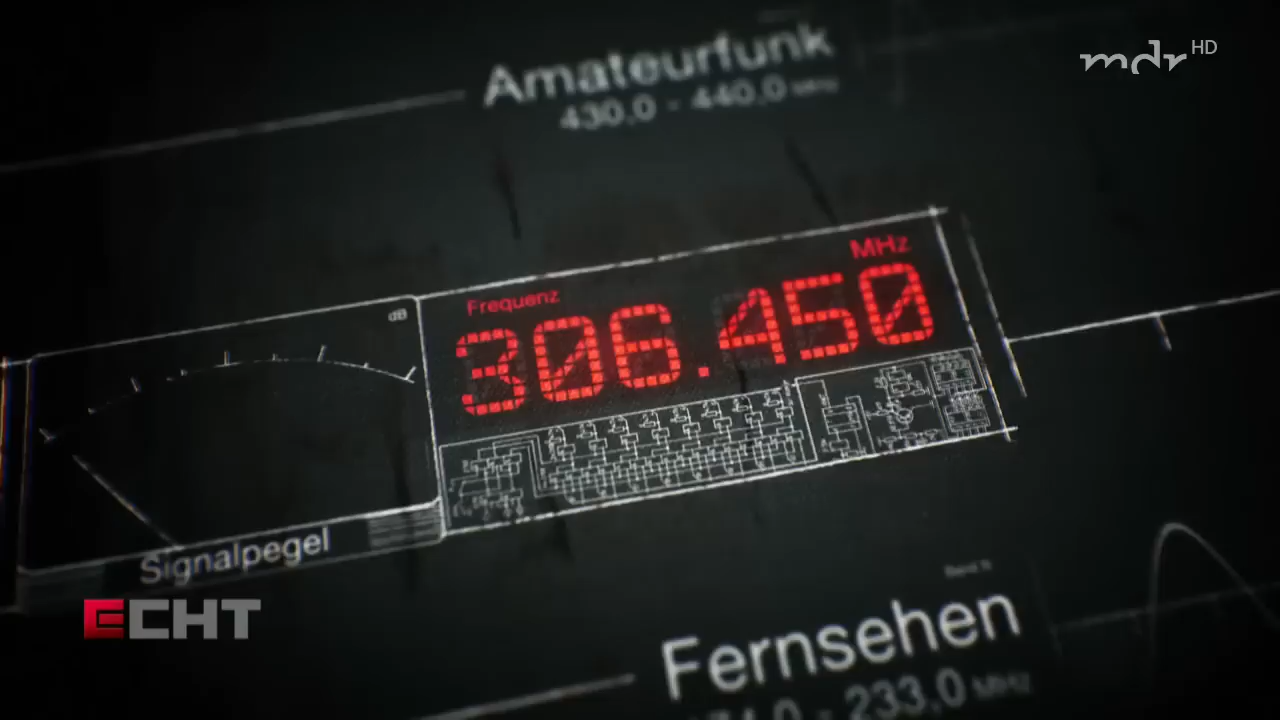 Amateurfunk
430,0 - 440,0 MHz
mdr HD
dB
Frequenz
MHz
306.450
Signalpegel
ECHT
Fernsehen
233,0 MHz